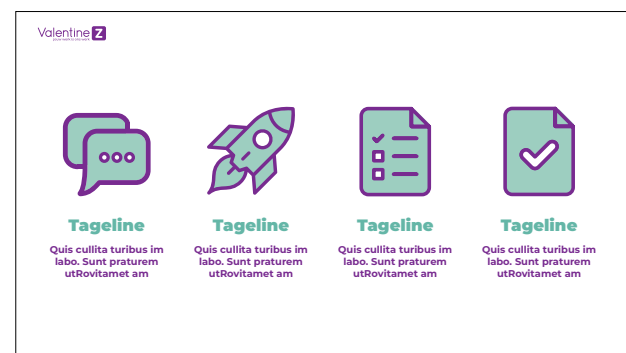 Valentine Z
Tageline
Quis cullita turibus im
labo. Sunt praturem
utRovitamet am
Tageline
Quis cullita turibus im
labo. Sunt praturem
utRovitamet am
Tageline
Quis cullita turibus im
labo. Sunt praturem
utRovitamet am
Tageline
Quis cullita turibus im
labo. Sunt praturem
utRovitamet am